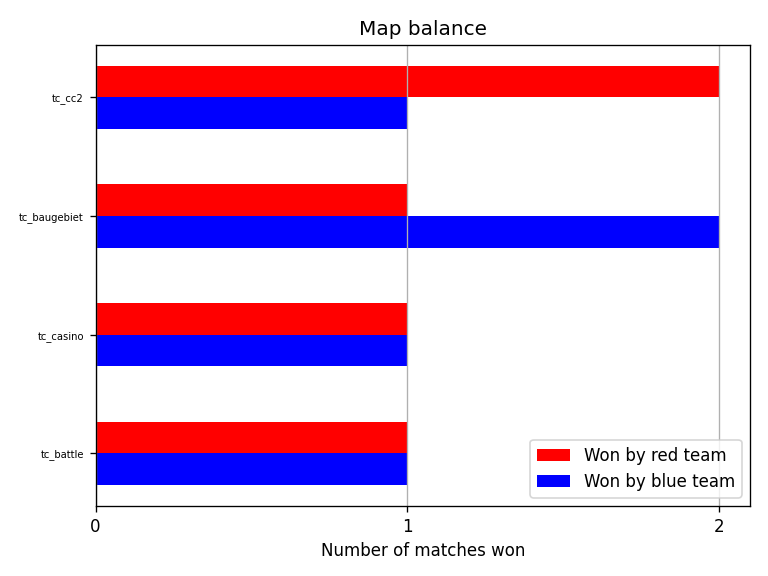 Map balance
tc_cc2
tc_baugebiet
tc_casino
tc_battle
Won by red team
Won by blue team
0 1 2
Number of matches won